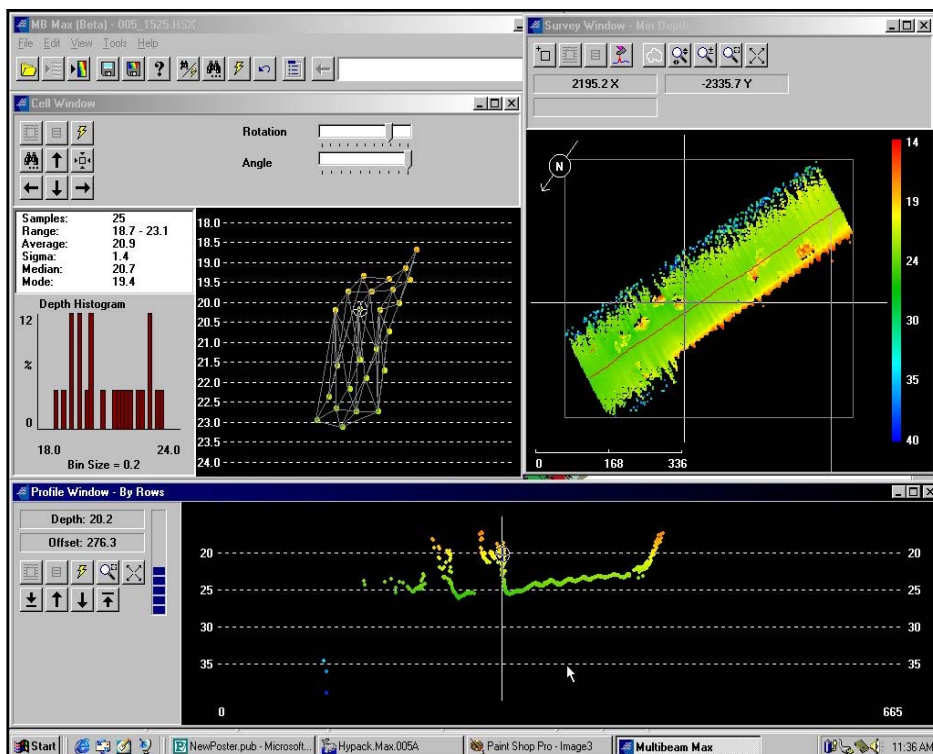 MB Max (Beta) - 005_1525.HSX
File Edit View Tools Help
Cell Window
Rotation
Angle
Samples: 25
Range: 18.7 - 23.1
Average: 20.9
Sigma: 1.4
Median: 20.7
Mode: 19.4
Depth Histogram
12
%
0
18.0 24.0
Bin Size = 0.2
18.0
18.5
19.0
19.5
20.0
20.5
21.0
21.5
22.0
22.5
23.0
23.5
24.0
Survey Window - Min Depth
2195.2 X -2335.7 Y
N
14
19
24
30
35
40
0 168 336
Profile Window - By Rows
Depth: 20.2
Offset: 276.3
20 20
25 25
30 30
35 35
0 665
Start NewPoster.pub - Microsoft... Hypack.Max.005A Paint Shop Pro - Image3 Multibeam Max 11:36 AM